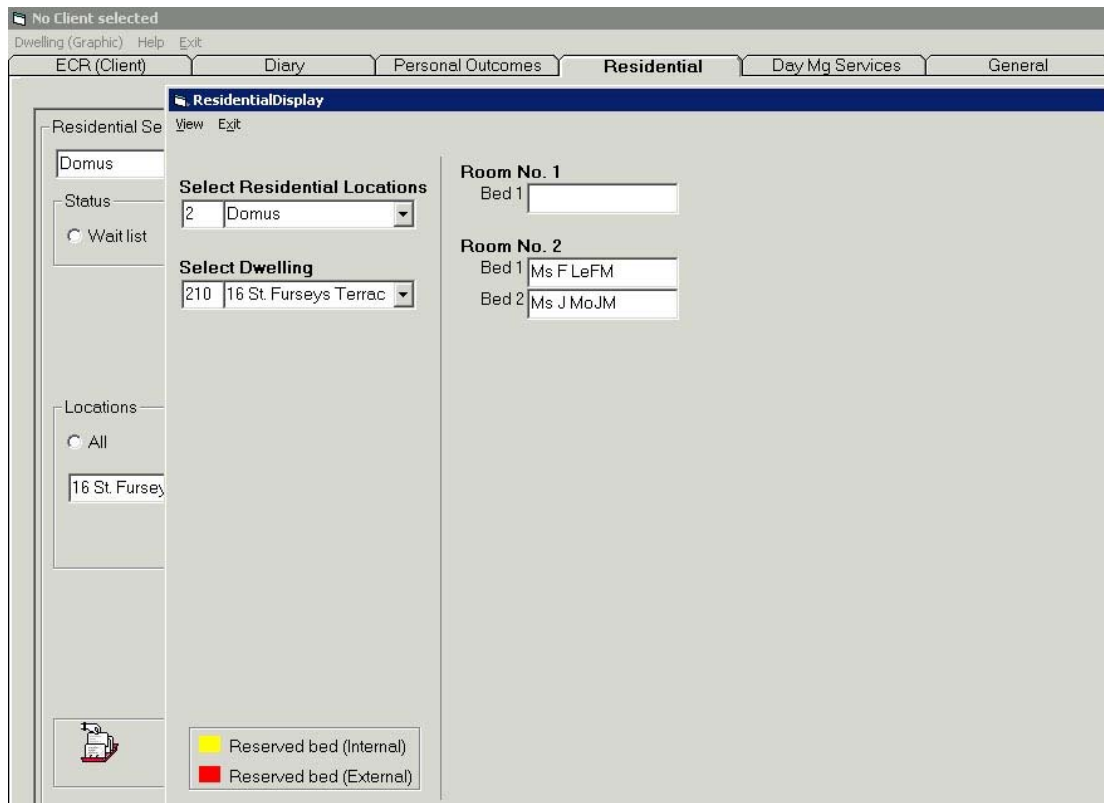 No Client selected
Dwelling (Graphic) Help Exit
ECR (Client) Diary Personal Outcomes Residential Day Mg Services General
ResidentialDisplay
View Exit
Residential Se
Domus
Status
Wait list
Locations
All
16 St. Fursey
Select Residential Locations
2 Domus
Select Dwelling
210 16 St. Furseys Terrac
Room No. 1
Bed 1
Room No. 2
Bed 1 Ms F LeFM
Bed 2 Ms J MoJM
Reserved bed (Internal)
Reserved bed (External)